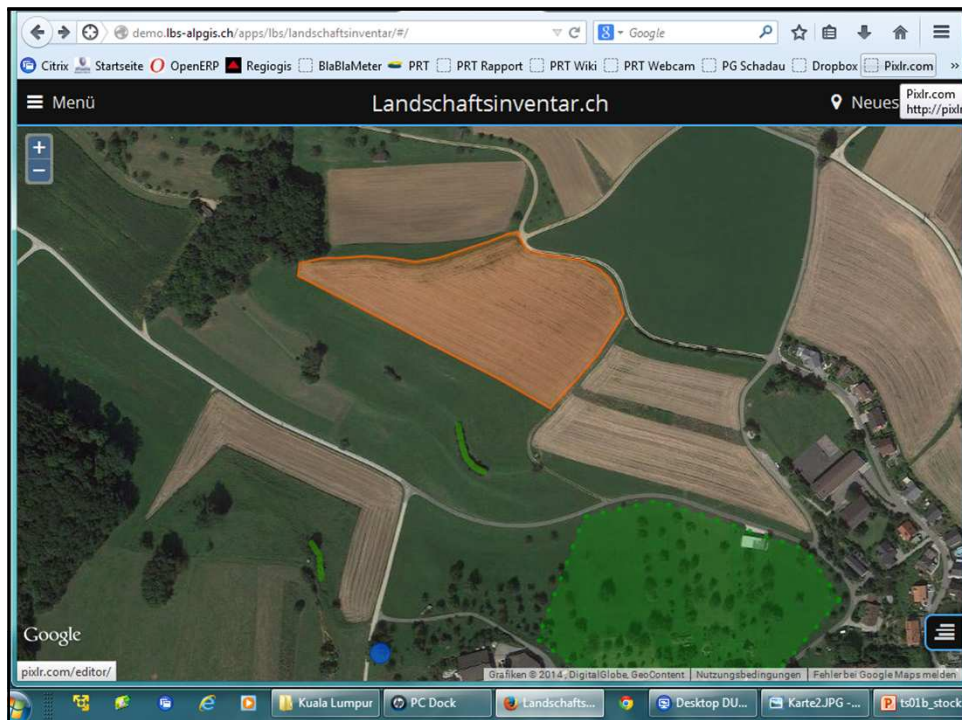 demo.lbs-alpgis.ch/apps/lbs/landschaftsinventar/#/
Google
Citrix Startseite OpenERP Regiogis BlaBlaMeter PRT PRT Rapport PRT Wiki PRT Webcam PG Schadau Dropbox Pixlr.com »
Menü Landschaftsinventar.ch Neues
Pixlr.com
http://pixlr
+
−
Google
pixlr.com/editor/
Grafiken © 2014, DigitalGlobe, GeoContent Nutzungsbedingungen Fehler bei Google Maps melden
Kuala Lumpur PC Dock Landschafts... Desktop DU... Karte2.JPG -... ts01b_stock